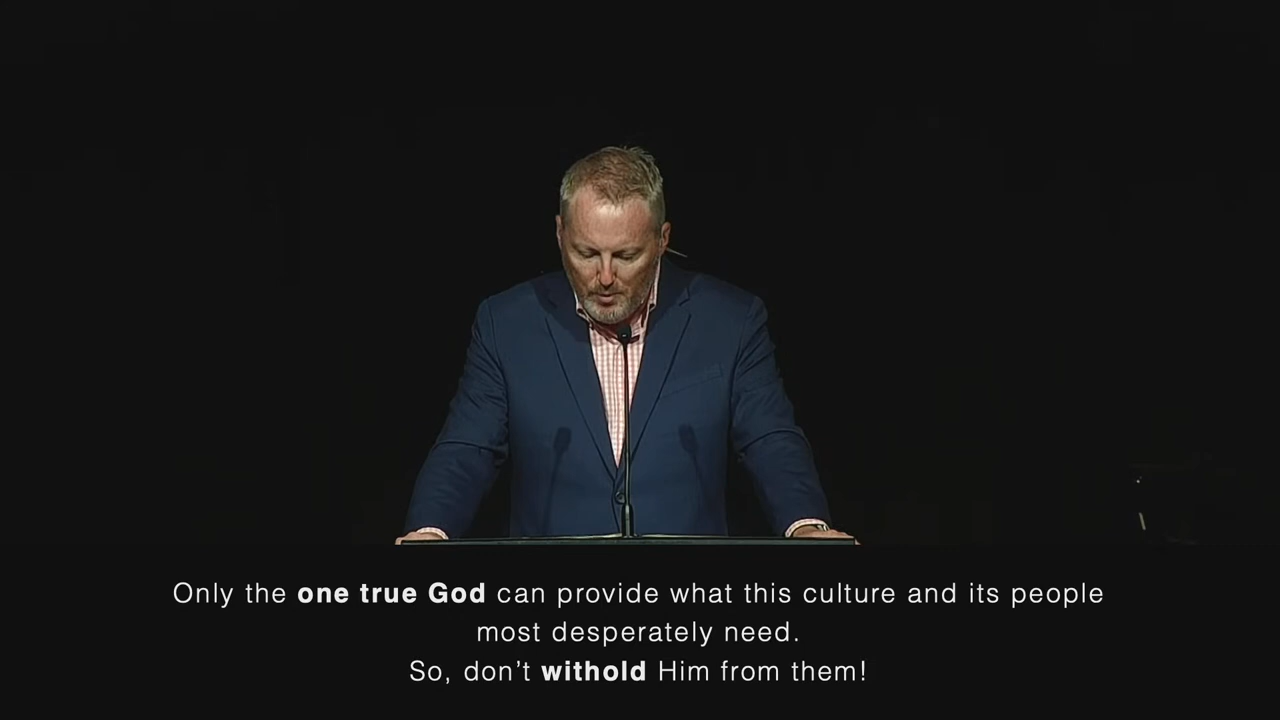 Only the one true God can provide what this culture and its people
most desperately need.
So, don’t withold Him from them!